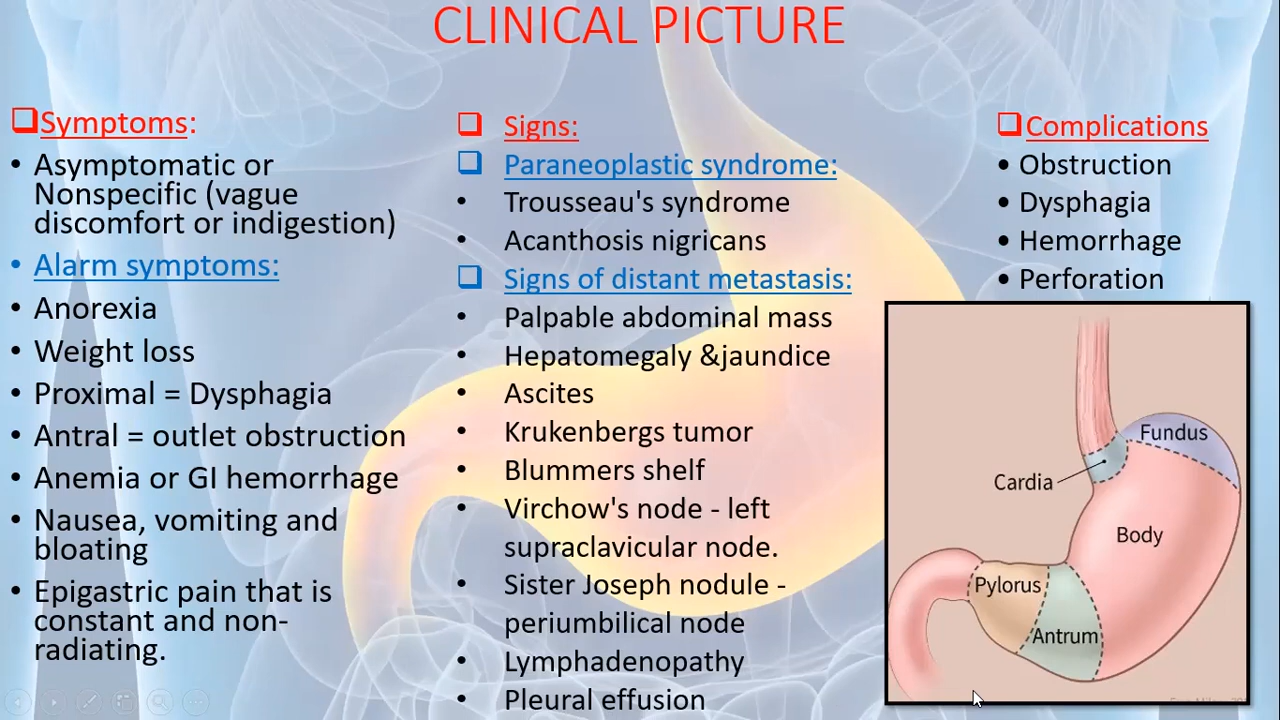 CLINICAL PICTURE
❑Symptoms:
• Asymptomatic or
Nonspecific (vague
discomfort or indigestion)
• Alarm symptoms:
• Anorexia
• Weight loss
• Proximal = Dysphagia
• Antral = outlet obstruction
• Anemia or GI hemorrhage
• Nausea, vomiting and
bloating
• Epigastric pain that is
constant and non-
radiating.
❑ Signs:
❑ Paraneoplastic syndrome:
• Trousseau's syndrome
• Acanthosis nigricans
❑ Signs of distant metastasis:
• Palpable abdominal mass
• Hepatomegaly &jaundice
• Ascites
• Krukenbergs tumor
• Blummers shelf
• Virchow's node - left
supraclavicular node.
• Sister Joseph nodule -
periumbilical node
• Lymphadenopathy
• Pleural effusion
❑Complications
• Obstruction
• Dysphagia
• Hemorrhage
• Perforation
Fundus
Cardia
Body
Pylorus
Antrum